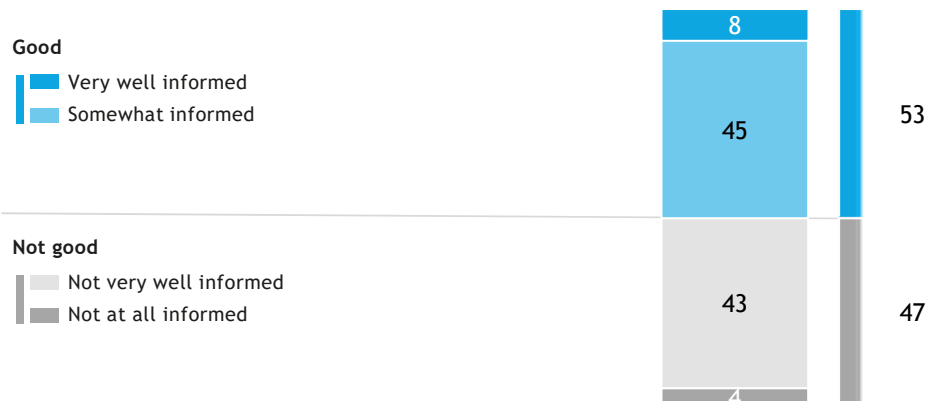 Good
Very well informed
Somewhat informed
8
45
53
Not good
Not very well informed
Not at all informed
43
47
4